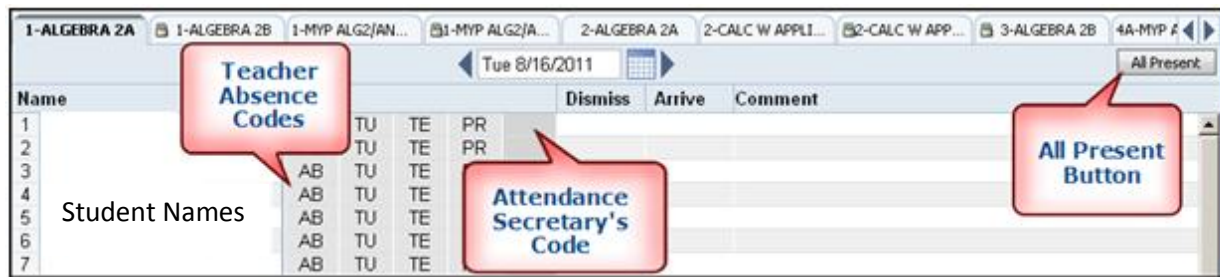 1-ALGEBRA 2A 1-ALGEBRA 2B 1-MYP ALG2/AN... 1-MYP ALG2/A... 2-ALGEBRA 2A 2-CALC W APPLI... 2-CALC W APP... 3-ALGEBRA 2B 4A-MYP
Tue 8/16/2011 All Present
Name Dismiss Arrive Comment
Teacher
Absence
Codes
1 TU TE PR
2 TU TE PR
3 AB TU TE
4 AB TU TE
5 AB TU TE
6 AB TU TE
7 AB TU TE
Student Names
Attendance
Secretary's
Code
All Present
Button